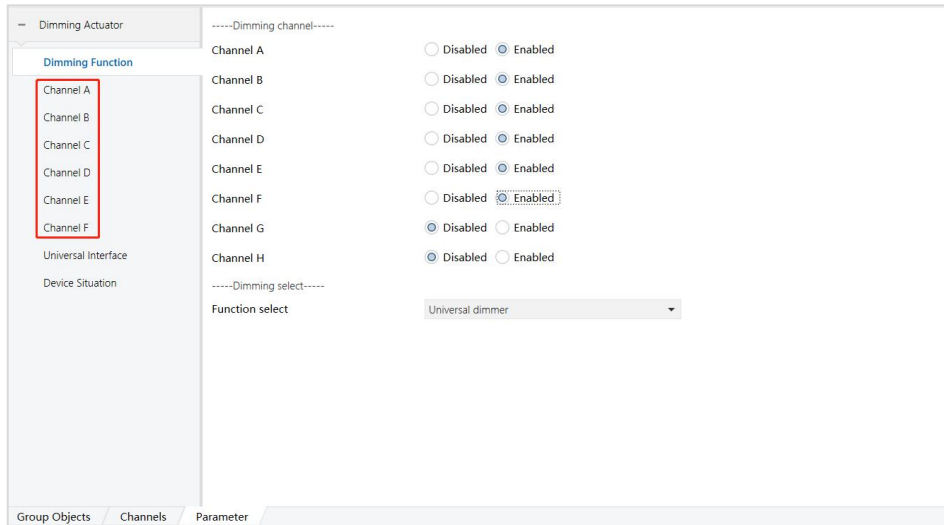 − Dimming Actuator
Dimming Function
Channel A
Channel B
Channel C
Channel D
Channel E
Channel F
Universal Interface
Device Situation
-----Dimming channel-----
Channel A Disabled Enabled
Channel B Disabled Enabled
Channel C Disabled Enabled
Channel D Disabled Enabled
Channel E Disabled Enabled
Channel F Disabled Enabled
Channel G Disabled Enabled
Channel H Disabled Enabled
-----Dimming select-----
Function select Universal dimmer
Group Objects Channels Parameter